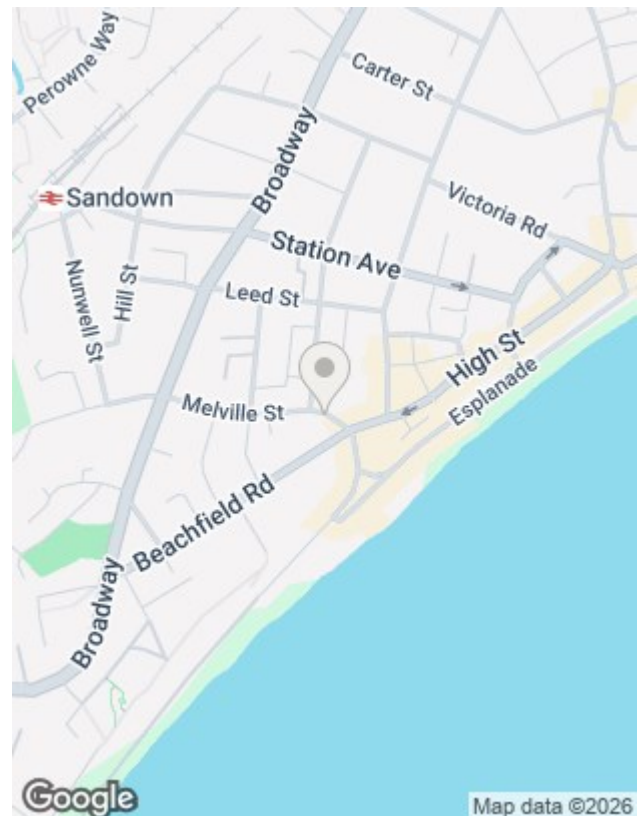 Perowne Way
Carter St
Broadway
Sandown
Victoria Rd
Station Ave
Nunwell St
Hill St
Leed St
High St
Esplanade
Melville St
Beachfield Rd
Broadway
Google
Map data ©2026